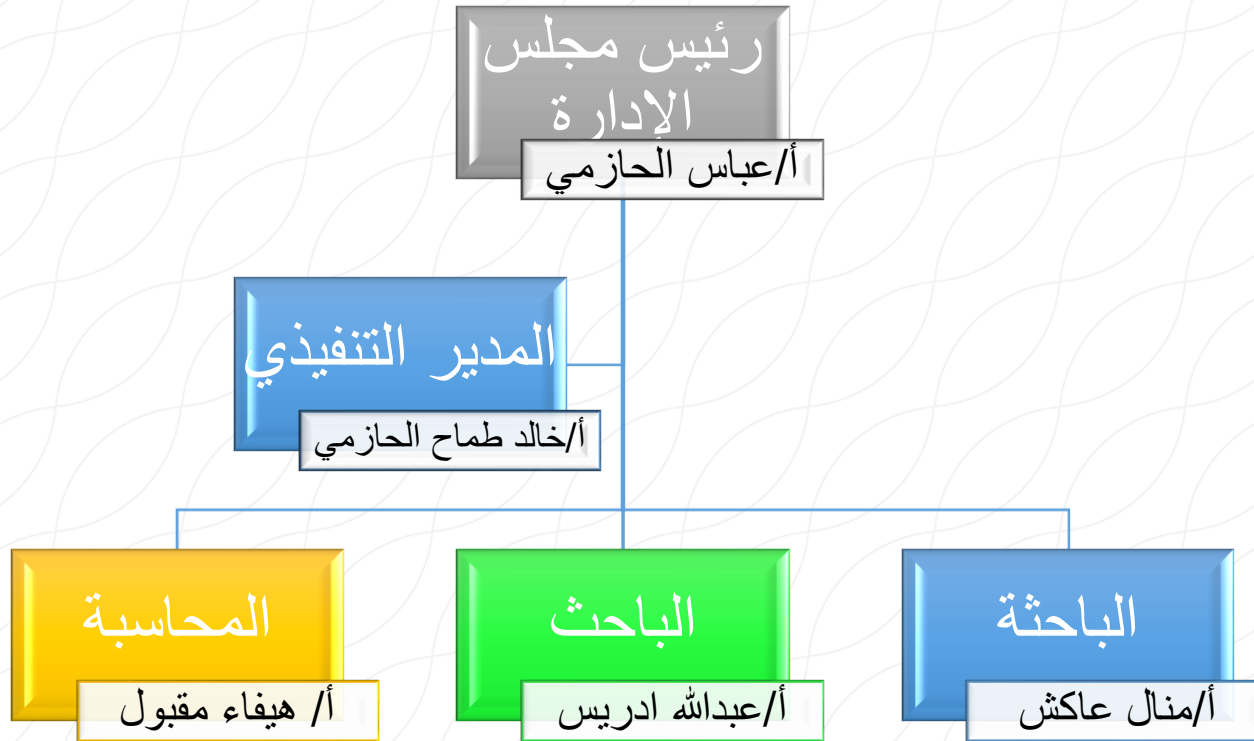 رئيس مجلس
الإدارة
أ/عباس الحازمي
المدير التنفيذي
أ/خالد طماح الحازمي
الباحثة
أ/منال عاكش
الباحث
أ/عبدالله ادريس
المحاسبة
أ/ هيفاء مقبول